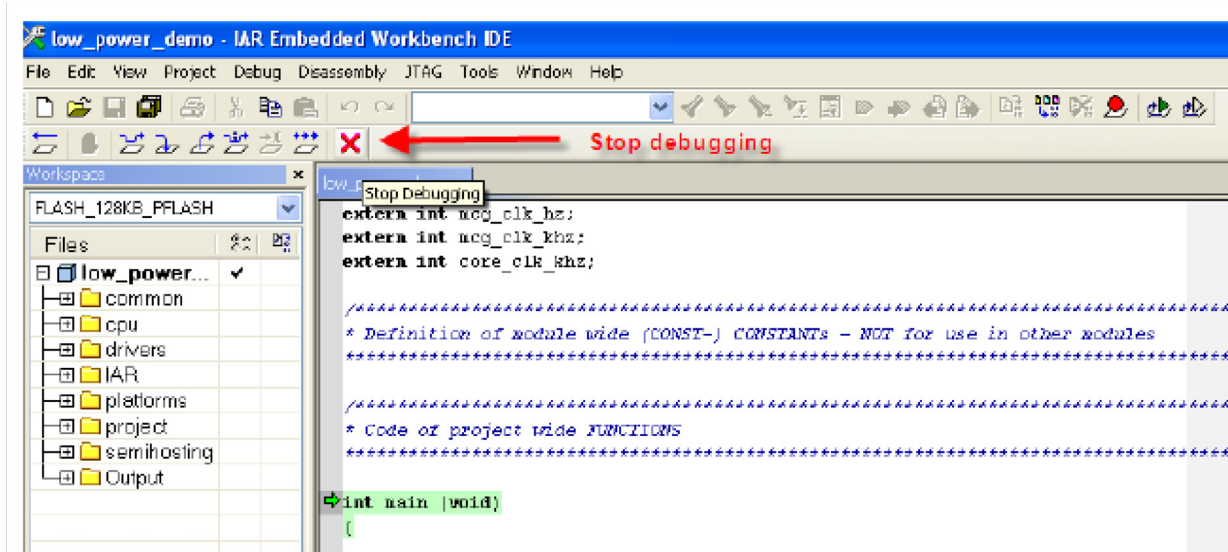 low_power_demo - IAR Embedded Workbench IDE
File Edit View Project Debug Disassembly JTAG Tools Window Help
Stop debugging
Workspace
Stop Debugging
FLASH_128KB_PFLASH
Files
low_power...
common
cpu
drivers
IAR
platforms
project
semihosting
Output
extern int mcg_clk_hz;
extern int mcg_clk_khz;
extern int core_clk_khz;
* Definition of module wide (CONST-) CONSTANTs - NOT for use in other modules
* Code of project wide FUNCTIONS
int main (void)
{